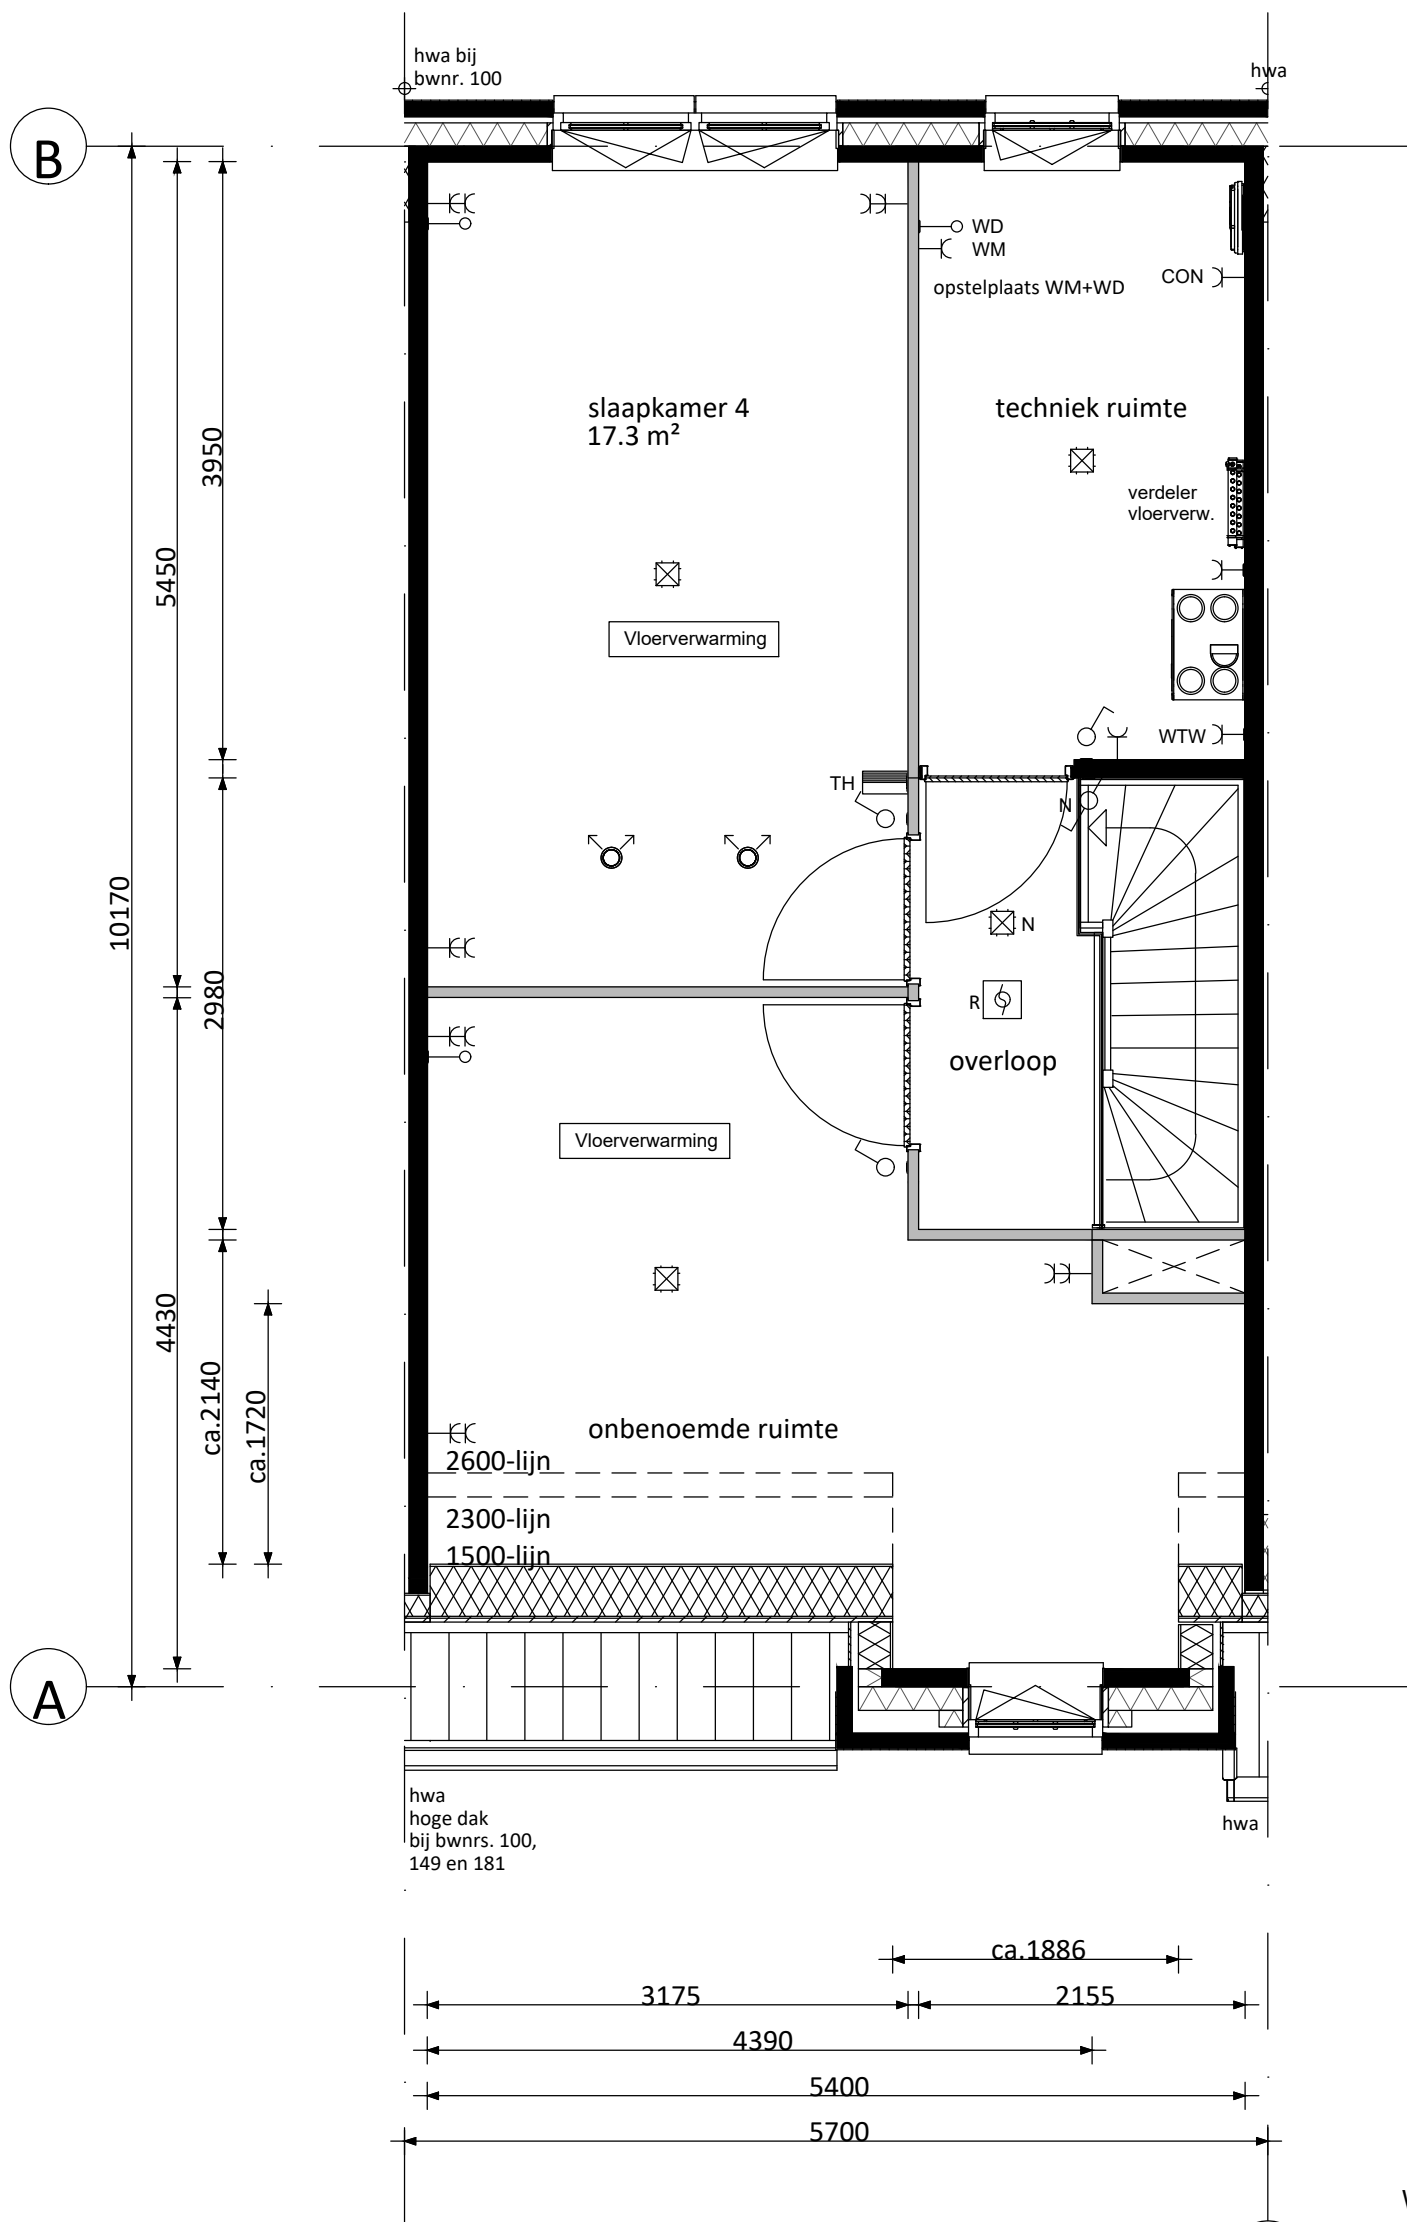 hwa bij
bwnr. 100
hwa
B
WD
WM
opstelplaats WM+WD
CON
slaapkamer 4
17.3 m²
techniek ruimte
verdeler
vloerverw.
Vloerverwarming
WTW
TH
N
N
R
overloop
Vloerverwarming
onbenoemde ruimte
2600-lijn
2300-lijn
1500-lijn
3950
5450
10170
2980
4430
ca.2140
ca.1720
A
hwa
hoge dak
bij bwnrs. 100,
149 en 181
hwa
ca.1886
3175
2155
4390
5400
5700